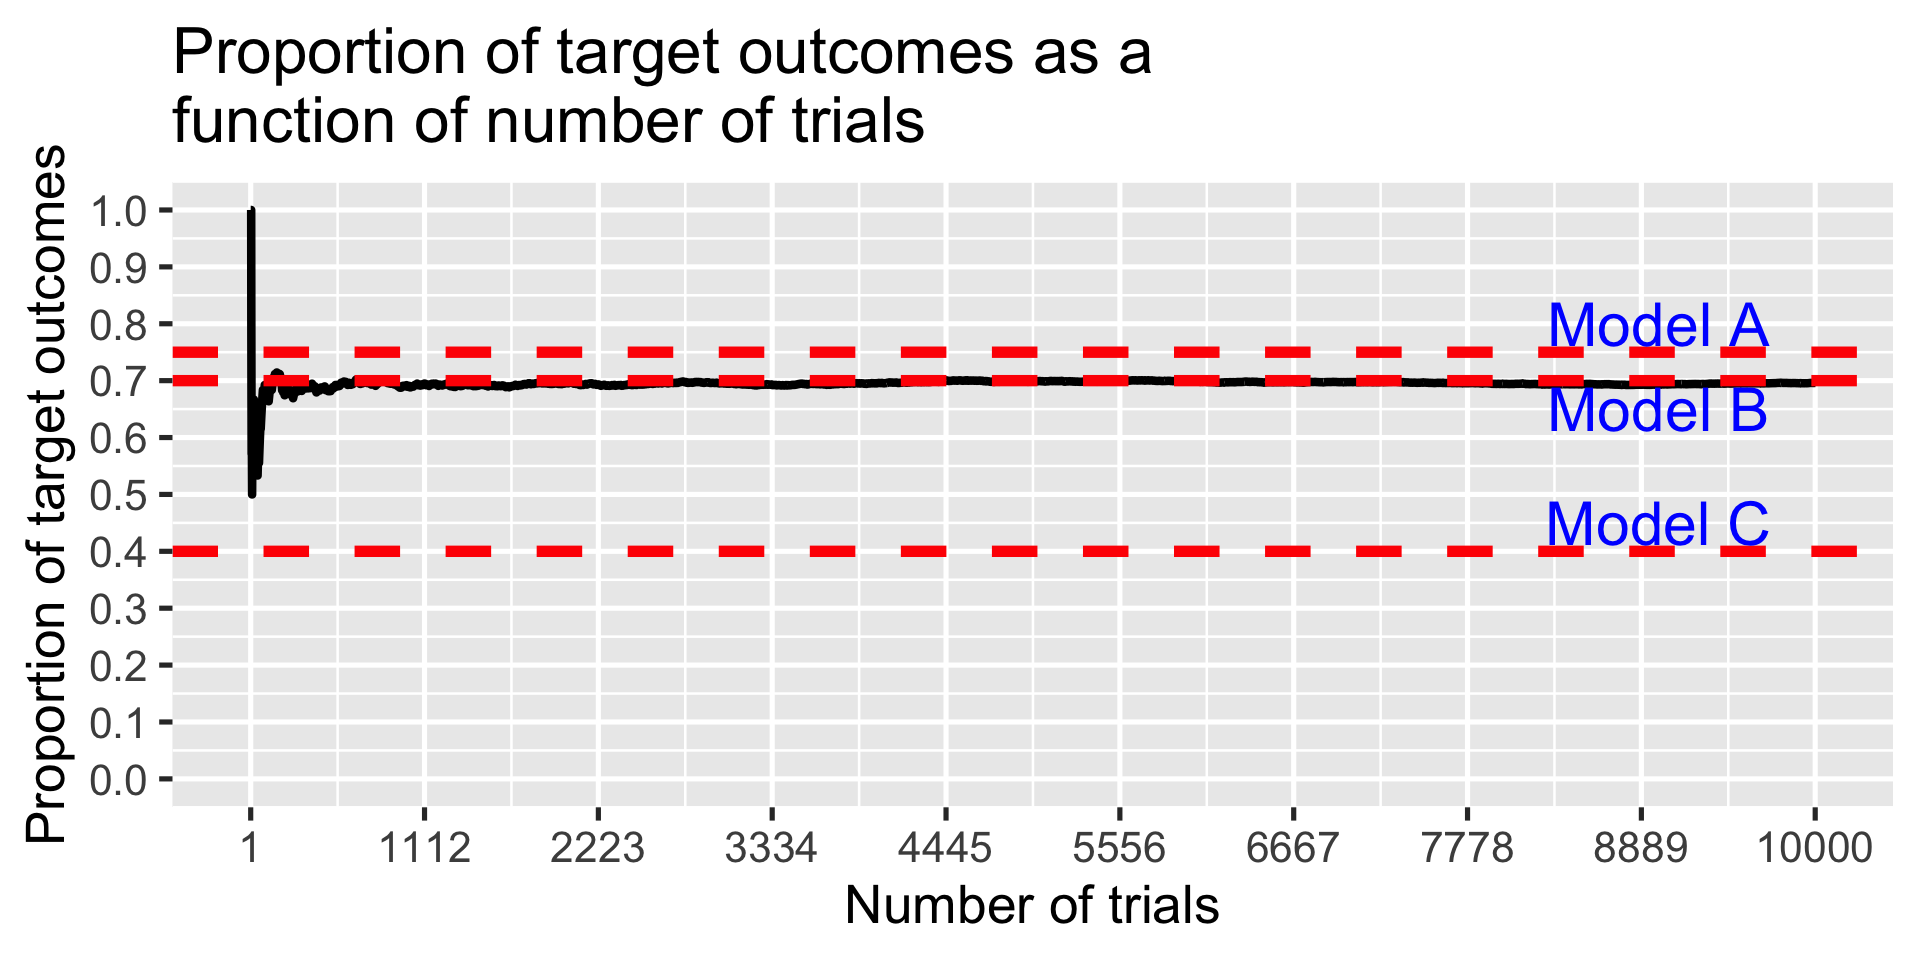 Proportion of target outcomes as a
function of number of trials
Proportion of target outcomes
1.0
0.9
0.8
0.7
0.6
0.5
0.4
0.3
0.2
0.1
0.0
Model A
Model B
Model C
1 1112 2223 3334 4445 5556 6667 7778 8889 10000
Number of trials